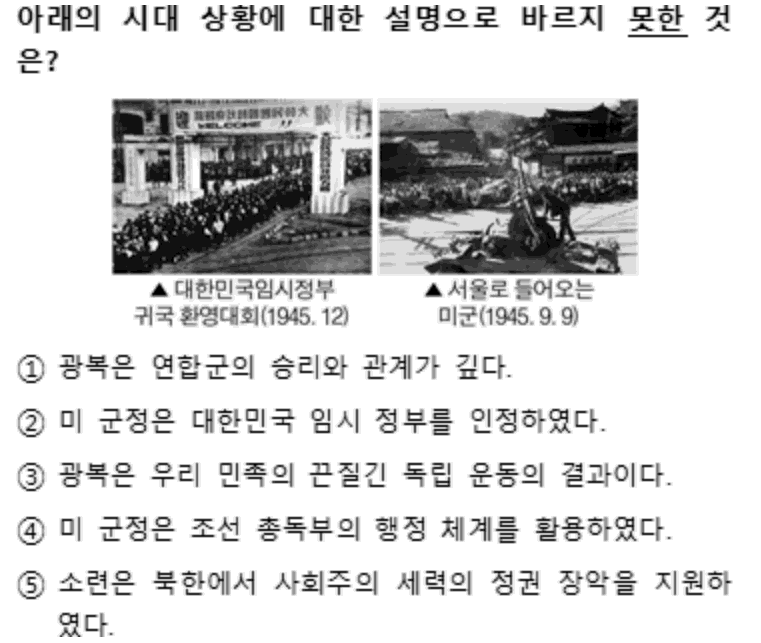 아래의 시대 상황에 대한 설명으로 바르지 못한 것
은?
WELCOME !!
▲ 대한민국임시정부
귀국 환영대회(1945. 12)
▲ 서울로 들어오는
미군(1945. 9. 9)
① 광복은 연합군의 승리와 관계가 깊다.
② 미 군정은 대한민국 임시 정부를 인정하였다.
③ 광복은 우리 민족의 끈질긴 독립 운동의 결과이다.
④ 미 군정은 조선 총독부의 행정 체계를 활용하였다.
⑤ 소련은 북한에서 사회주의 세력의 정권 장악을 지원하
였다.